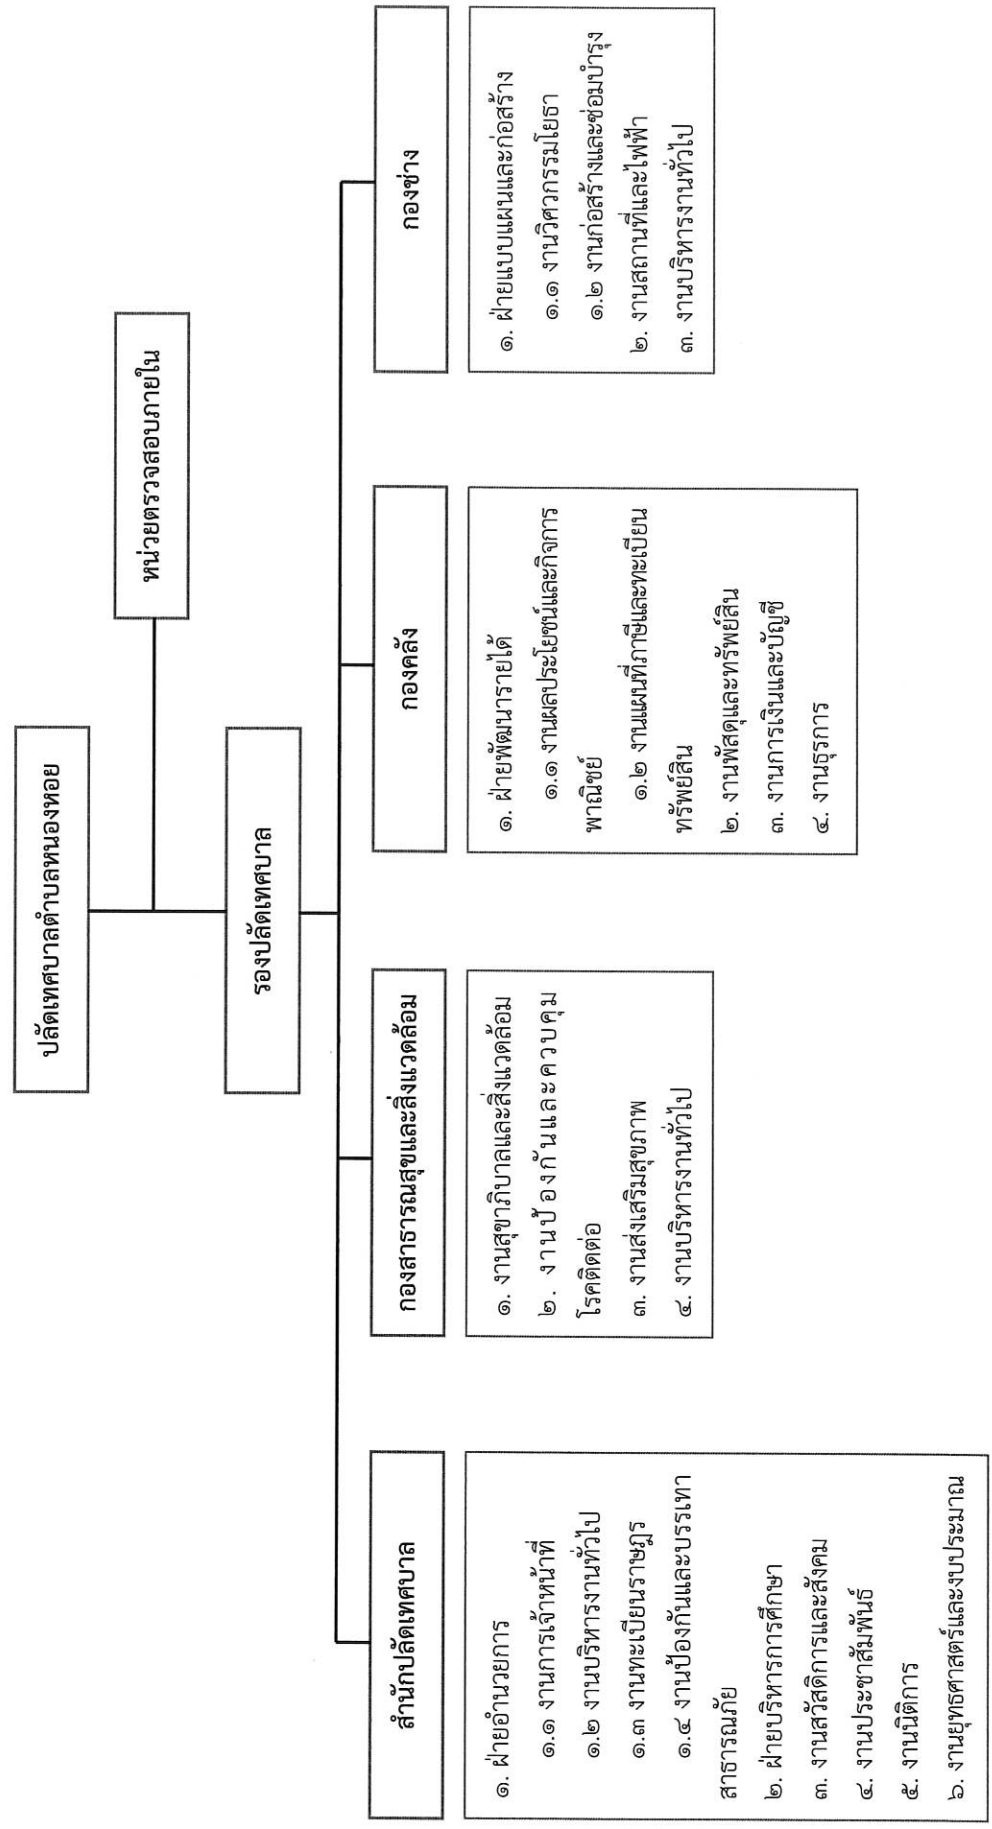 ปลัดเทศบาลตำบลหนองหอย
หน่วยตรวจสอบภายใน
รองปลัดเทศบาล
สำนักปลัดเทศบาล
๑. ฝ่ายอำนวยการ
๑.๑ งานการเจ้าหน้าที่
๑.๒ งานบริหารงานทั่วไป
๑.๓ งานทะเบียนราษฎร
๑.๔ งานป้องกันและบรรเทา
สาธารณภัย
๒. ฝ่ายบริหารการศึกษา
๓. งานสวัสดิการและสังคม
๔. งานประชาสัมพันธ์
๕. งานนิติการ
๖. งานยุทธศาสตร์และงบประมาณ
กองสาธารณสุขและสิ่งแวดล้อม
๑. งานสุขาภิบาลและสิ่งแวดล้อม
๒. งานป้องกันและควบคุม
โรคติดต่อ
๓. งานส่งเสริมสุขภาพ
๔. งานบริหารงานทั่วไป
กองคลัง
๑. ฝ่ายพัฒนารายได้
๑.๑ งานผลประโยชน์และกิจการ
พาณิชย์
๑.๒ งานแผนที่ภาษีและทะเบียน
ทรัพย์สิน
๒. งานพัสดุและทรัพย์สิน
๓. งานการเงินและบัญชี
๔. งานธุรการ
กองช่าง
๑. ฝ่ายแบบแผนและก่อสร้าง
๑.๑ งานวิศวกรรมโยธา
๑.๒ งานก่อสร้างและซ่อมบำรุง
๒. งานสถานที่และไฟฟ้า
๓. งานบริหารงานทั่วไป